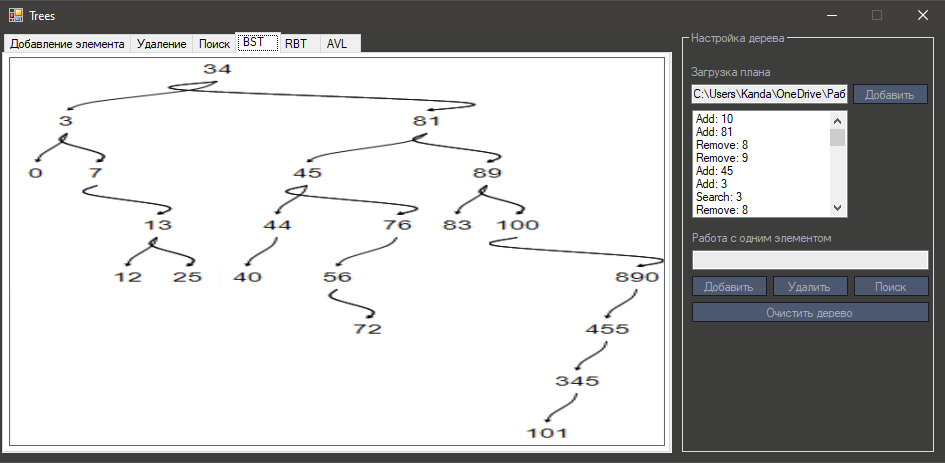 Trees
Добавление элемента Удаление Поиск BST RBT AVL
34
3 81
0 7 45 89
13 44 76 83 100
12 25 40 56 890
72 455
345
101
Настройка дерева
Загрузка плана
C:\Users\Kanda\OneDrive\Раб Добавить
Add: 10
Add: 81
Remove: 8
Remove: 9
Add: 45
Add: 3
Search: 3
Remove: 8
Работа с одним элементом
Добавить Удалить Поиск
Очистить дерево